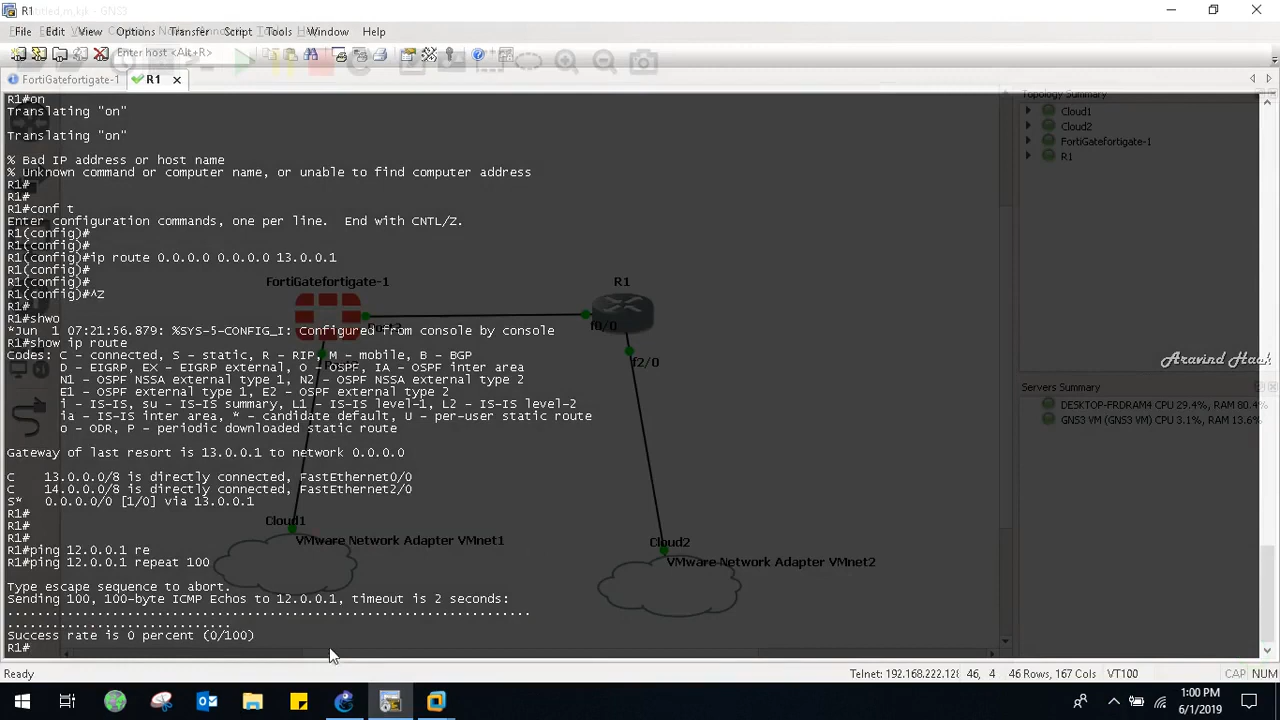 R1
File Edit View Options Transfer Script Tools Window Help
Enter host <Alt+R>
FortiGatefortigate-1
R1
R1#on
Translating "on"
Translating "on"
% Bad IP address or host name
% Unknown command or computer name, or unable to find computer address
R1#
R1#
R1#conf t
Enter configuration commands, one per line.  End with CNTL/Z.
R1(config)#
R1(config)#
R1(config)#ip route 0.0.0.0 0.0.0.0 13.0.0.1
R1(config)#
R1(config)#
R1(config)#^Z
R1#
R1#shwo
*Jun  1 07:21:56.879: %SYS-5-CONFIG_I: Configured from console by console
R1#show ip route
Codes: C - connected, S - static, R - RIP, M - mobile, B - BGP
D - EIGRP, EX - EIGRP external, O - OSPF, IA - OSPF inter area
N1 - OSPF NSSA external type 1, N2 - OSPF NSSA external type 2
E1 - OSPF external type 1, E2 - OSPF external type 2
i - IS-IS, su - IS-IS summary, L1 - IS-IS level-1, L2 - IS-IS level-2
ia - IS-IS inter area, * - candidate default, U - per-user static route
o - ODR, P - periodic downloaded static route
Gateway of last resort is 13.0.0.1 to network 0.0.0.0
C    13.0.0.0/8 is directly connected, FastEthernet0/0
C    14.0.0.0/8 is directly connected, FastEthernet2/0
S*   0.0.0.0/0 [1/0] via 13.0.0.1
R1#
R1#
R1#
R1#ping 12.0.0.1 re
R1#ping 12.0.0.1 repeat 100
Type escape sequence to abort.
Sending 100, 100-byte ICMP Echos to 12.0.0.1, timeout is 2 seconds:
......................................................................
..............................
Success rate is 0 percent (0/100)
R1#
FortiGatefortigate-1
R1
f0/0
f2/0
Cloud1
VMware Network Adapter VMnet1
Cloud2
VMware Network Adapter VMnet2
Topology Summary
Cloud1
Cloud2
FortiGatefortigate-1
R1
Aravind Haak
Servers Summary
DESKTOP-FRDRAM4 CPU 29.4%, RAM 80.4%
GNS3 VM (GNS3 VM) CPU 3.1%, RAM 13.6%
Ready
Telnet: 192.168.222.12
46, 4
46 Rows, 167 Cols
VT100
CAP NUM
1:00 PM
6/1/2019